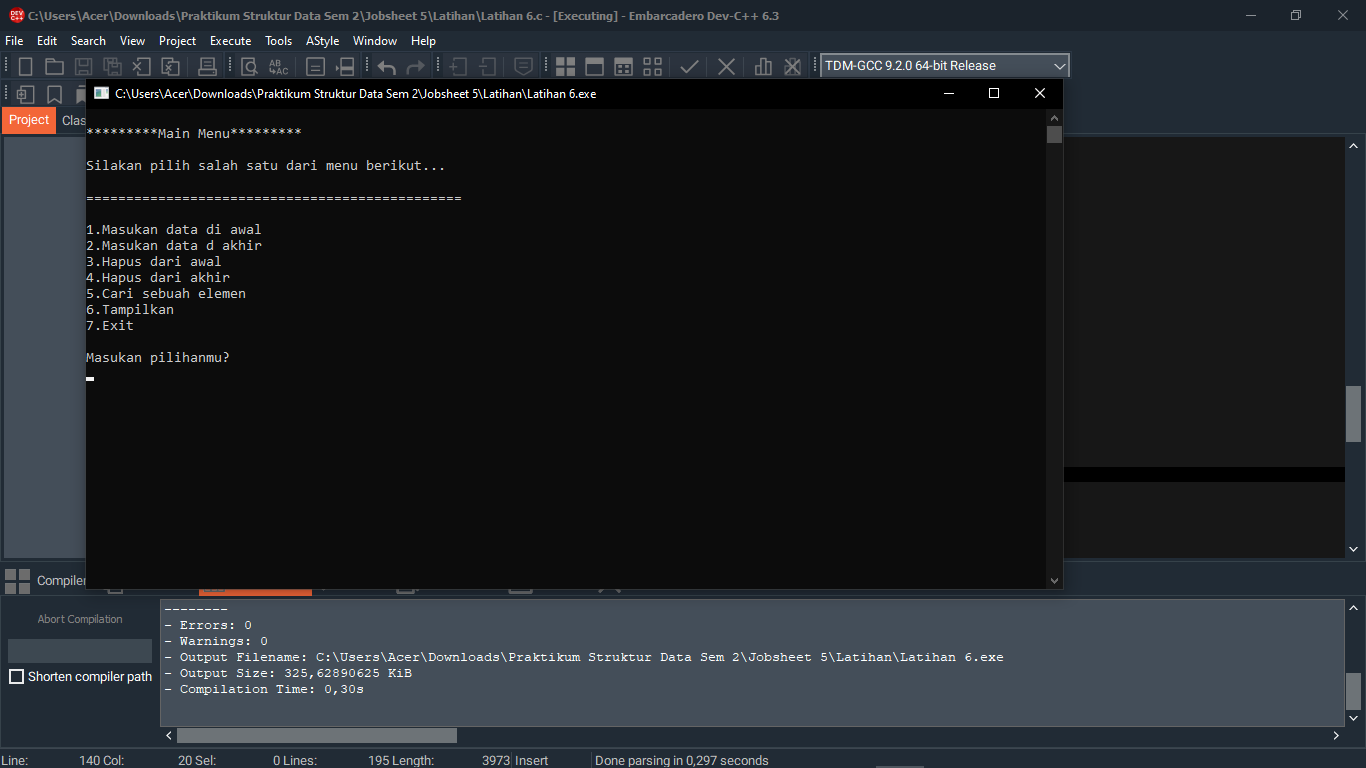 C:\Users\Acer\Downloads\Praktikum Struktur Data Sem 2\Jobsheet 5\Latihan\Latihan 6.c - [Executing] - Embarcadero Dev-C++ 6.3
File Edit Search View Project Execute Tools AStyle Window Help
TDM-GCC 9.2.0 64-bit Release
C:\Users\Acer\Downloads\Praktikum Struktur Data Sem 2\Jobsheet 5\Latihan\Latihan 6.exe
Project Clas
*********Main Menu*********
Silakan pilih salah satu dari menu berikut...
===============================================
1.Masukan data di awal
2.Masukan data d akhir
3.Hapus dari awal
4.Hapus dari akhir
5.Cari sebuah elemen
6.Tampilkan
7.Exit
Masukan pilihanmu?
Compiler
Abort Compilation
Shorten compiler path
--------
- Errors: 0
- Warnings: 0
- Output Filename: C:\Users\Acer\Downloads\Praktikum Struktur Data Sem 2\Jobsheet 5\Latihan\Latihan 6.exe
- Output Size: 325,62890625 KiB
- Compilation Time: 0,30s
Line: 140 Col: 20 Sel: 0 Lines: 195 Length: 3973 Insert Done parsing in 0,297 seconds